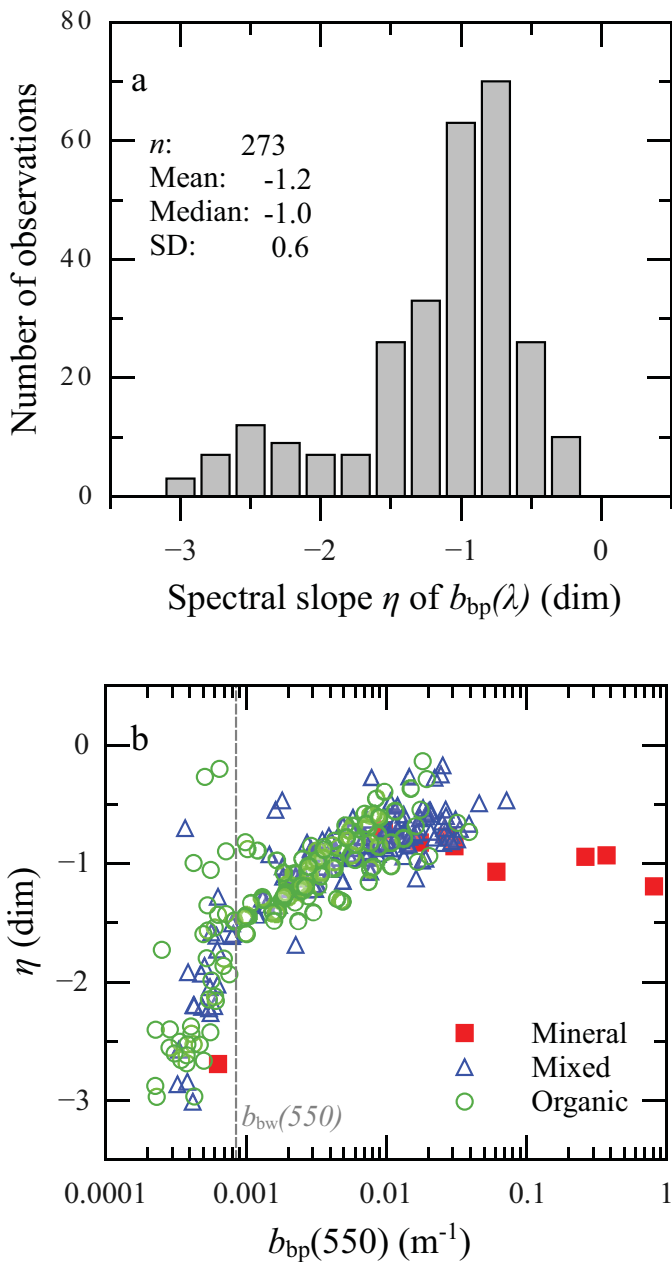 80
60
40
20
0
Number of observations
a
n: 273
Mean: -1.2
Median: -1.0
SD: 0.6
−3 −2 −1 0
Spectral slope η of bbp(λ) (dim)
b
0
−1
−2
−3
η (dim)
Mineral
Mixed
Organic
bbw(550)
0.0001 0.001 0.01 0.1 1
bbp(550) (m⁻¹)